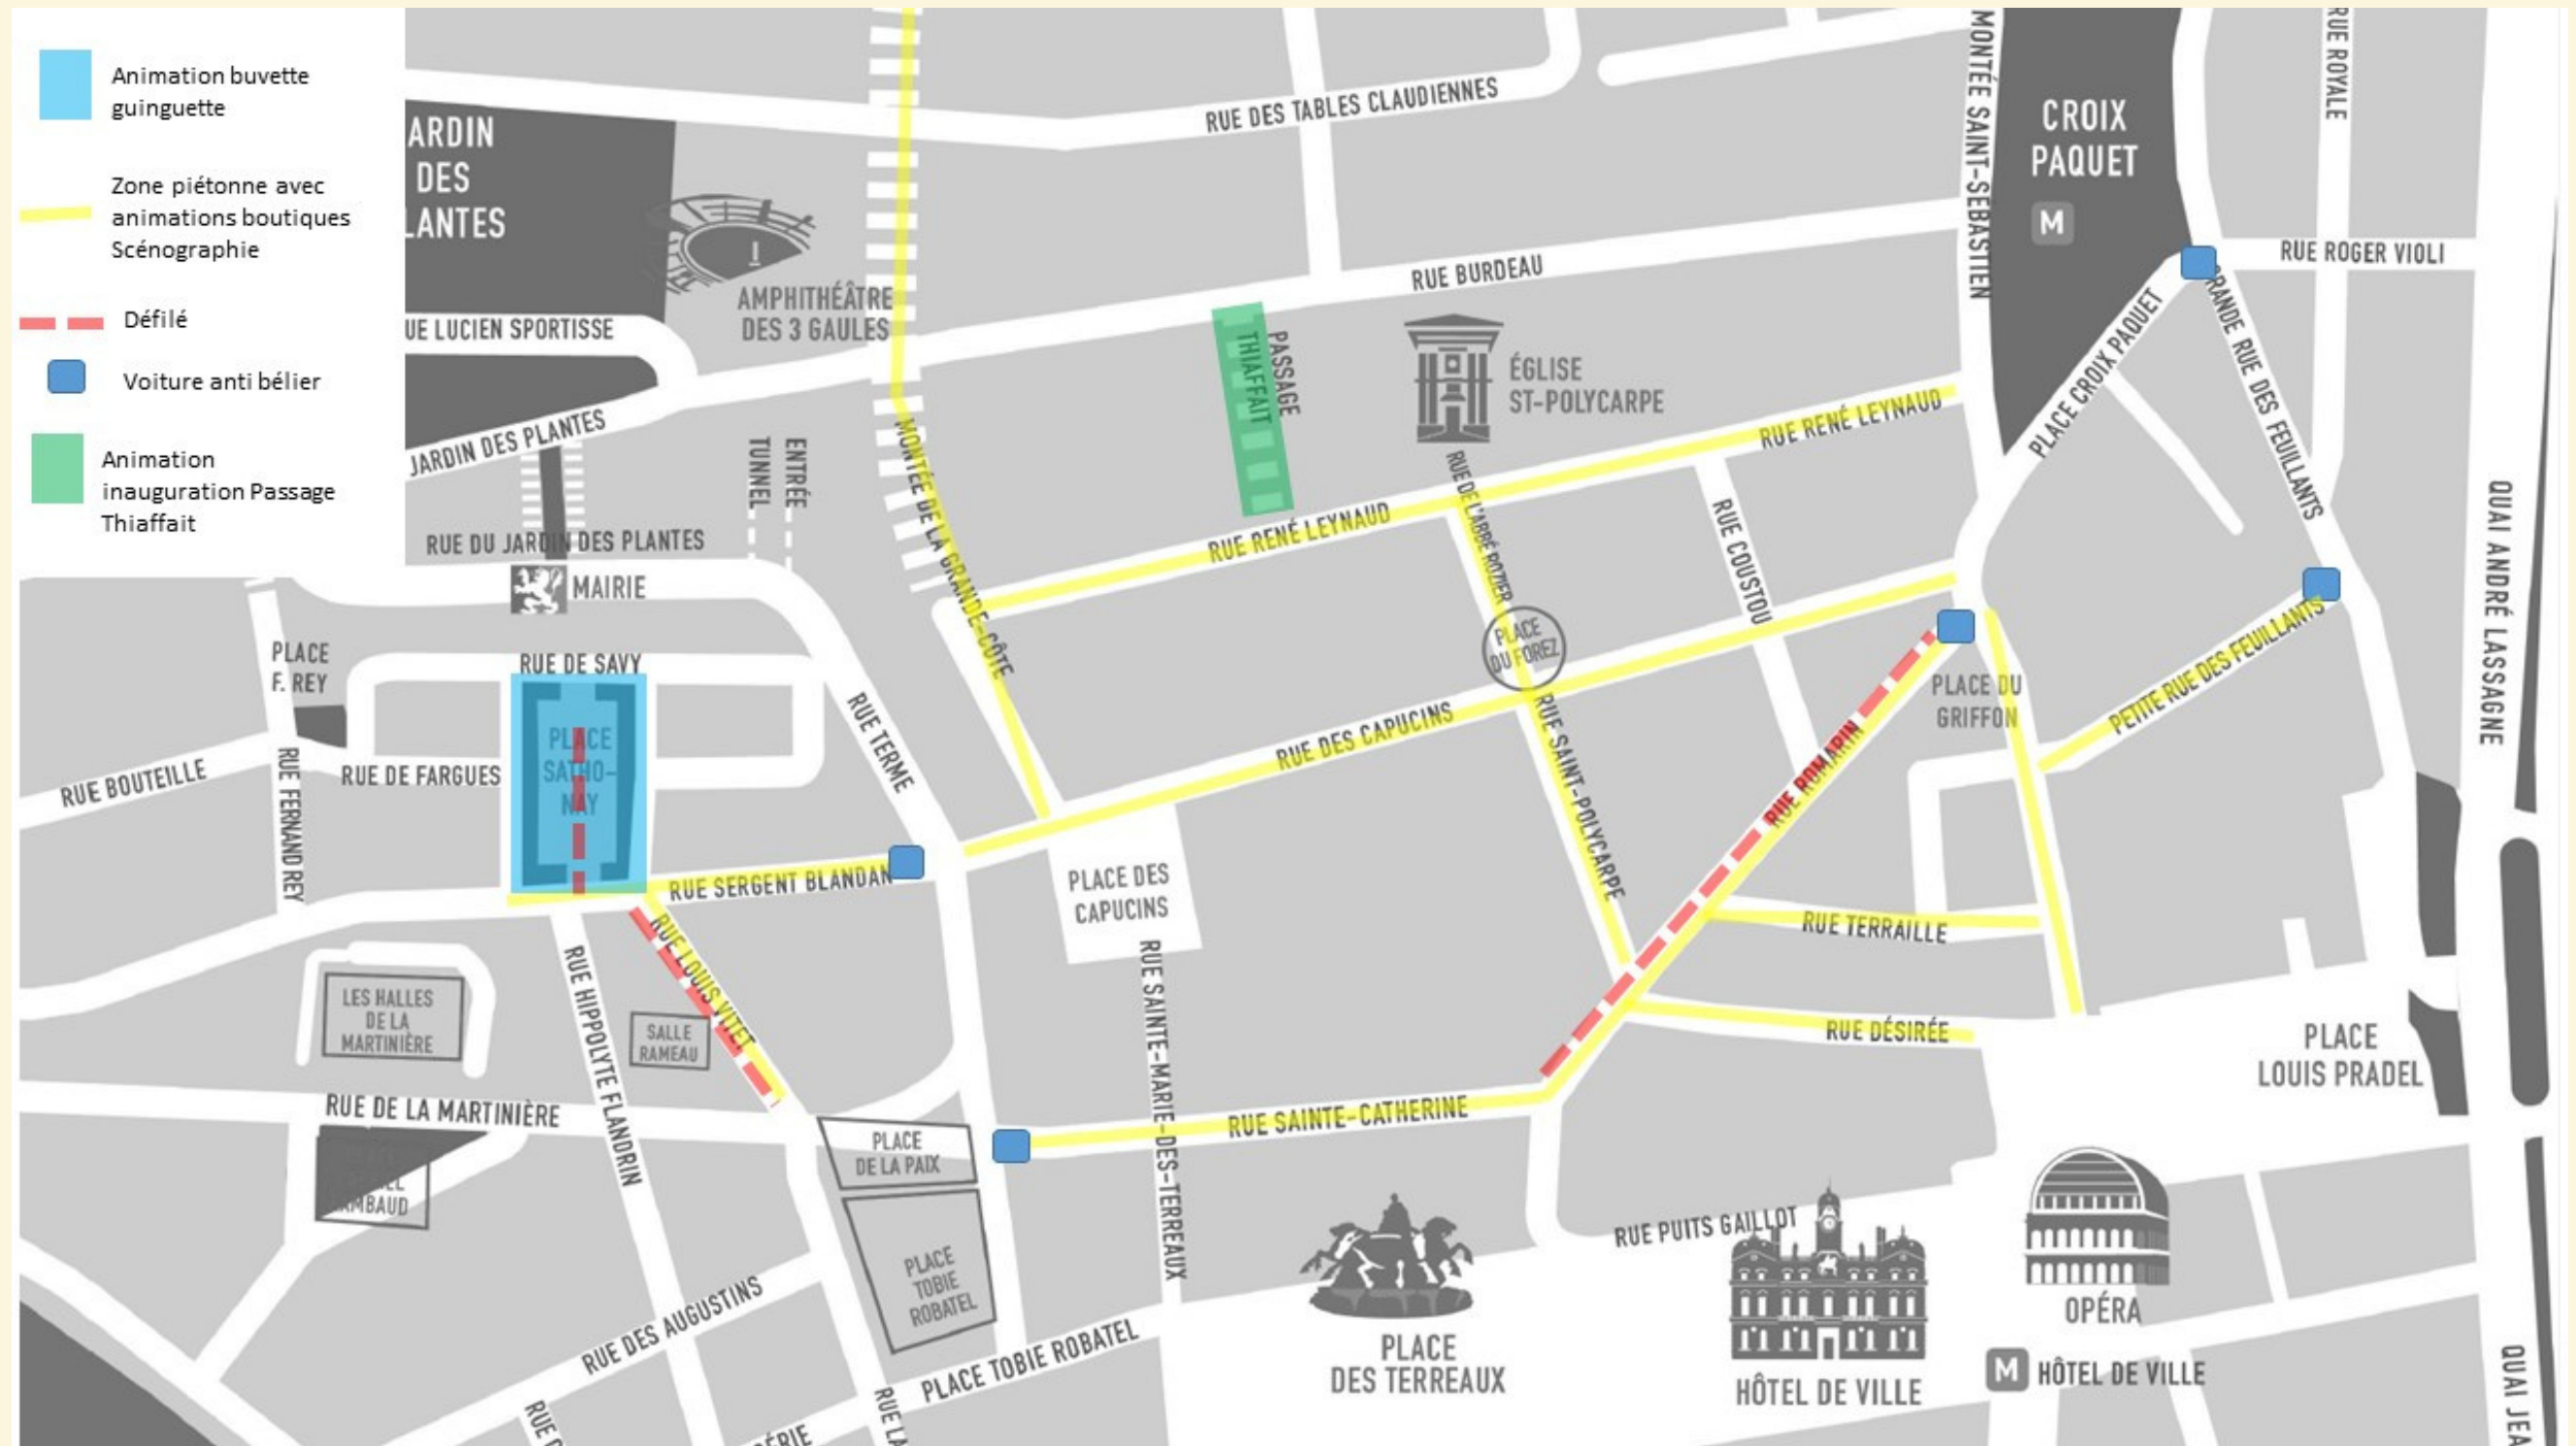 Animation buvette
guinguette
Zone piétonne avec
animations boutiques
Scénographie
Défilé
Voiture anti bélier
Animation
inauguration Passage
Thiaffait
ARDIN
DES
LANTES
AMPHITHÉÂTRE
DES 3 GAULES
UE LUCIEN SPORTISSE
JARDIN DES PLANTES
TUNNEL
ENTRÉE
RUE DU JARDIN DES PLANTES
MAIRIE
RUE DES TABLES CLAUDIENNES
RUE BURDEAU
MONTÉE SAINT-SEBASTIEN
CROIX
PAQUET
M
RUE ROYALE
RUE ROGER VIOLI
PLACE CROIX PAQUET
RANDE RUE DES FEUILLANTS
QUAI ANDRÉ LASSAGNE
PASSAGE
THIAFFAIT
ÉGLISE
ST-POLYCARPE
RUE RENÉ LEYNAUD
RUE RENÉ LEYNAUD
MONTÉE DE LA GRANDE-CÔTE
RUE DE L'ABBÉ ROZIER
RUE COUSTOU
PLACE
DU FOREZ
PLACE
F. REY
RUE DE SAVY
PLACE
SATHO-
NAY
RUE DE FARGUES
RUE BOUTEILLE
RUE FERNAND REY
RUE TERME
RUE DES CAPUCINS
RUE SAINT-POLYCARPE
RUE ROMARIN
PLACE DU
GRIFFON
PETITE RUE DES FEUILLANTS
RUE SERGENT BLANDAN
PLACE DES
CAPUCINS
RUE TERRAILLE
RUE LOUIS VITET
RUE HIPPOLYTE FLANDRIN
LES HALLES
DE LA
MARTINIÈRE
SALLE
RAMEAU
RUE DÉSIRÉE
PLACE
LOUIS PRADEL
RUE DE LA MARTINIÈRE
RUE SAINTE-CATHERINE
RUE SAINTE-MARIE-DES-TERREAUX
PLACE
DE LA PAIX
MBAUD
PLACE
TOBIE
ROBATEL
RUE PUITS GAILLOT
RUE DES AUGUSTINS
PLACE TOBIE ROBATEL
PLACE
DES TERREAUX
HÔTEL DE VILLE
OPÉRA
M HÔTEL DE VILLE
RUE LA
ÉRIE
QUAI JEA